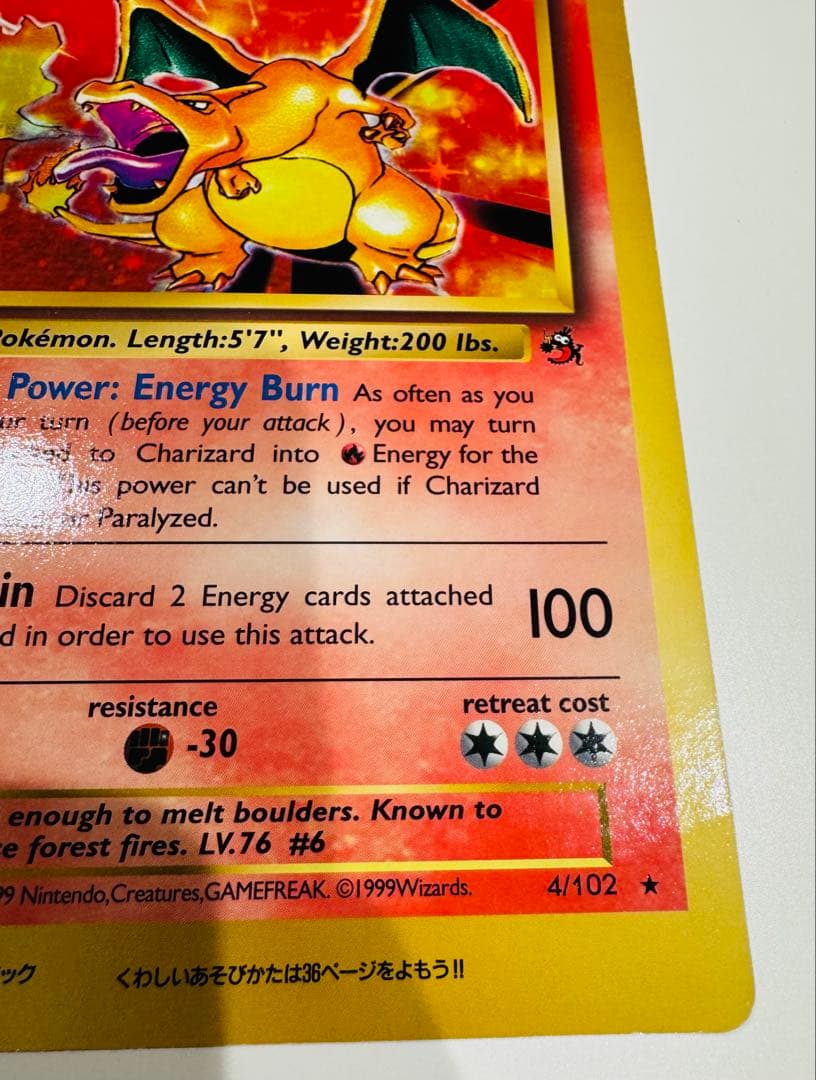 Pokémon. Length:5'7", Weight:200 lbs.
Power: Energy Burn As often as you
turn (before your attack), you may turn
to Charizard into Energy for the
power can't be used if Charizard
Paralyzed.
in Discard 2 Energy cards attached
d in order to use this attack.
100
resistance
retreat cost
-30
enough to melt boulders. Known to
forest fires. LV.76 #6
99 Nintendo,Creatures,GAMEFREAK. ©1999Wizards.
4/102 ★
ック くわしいあそびかたは36ページをよもう!!